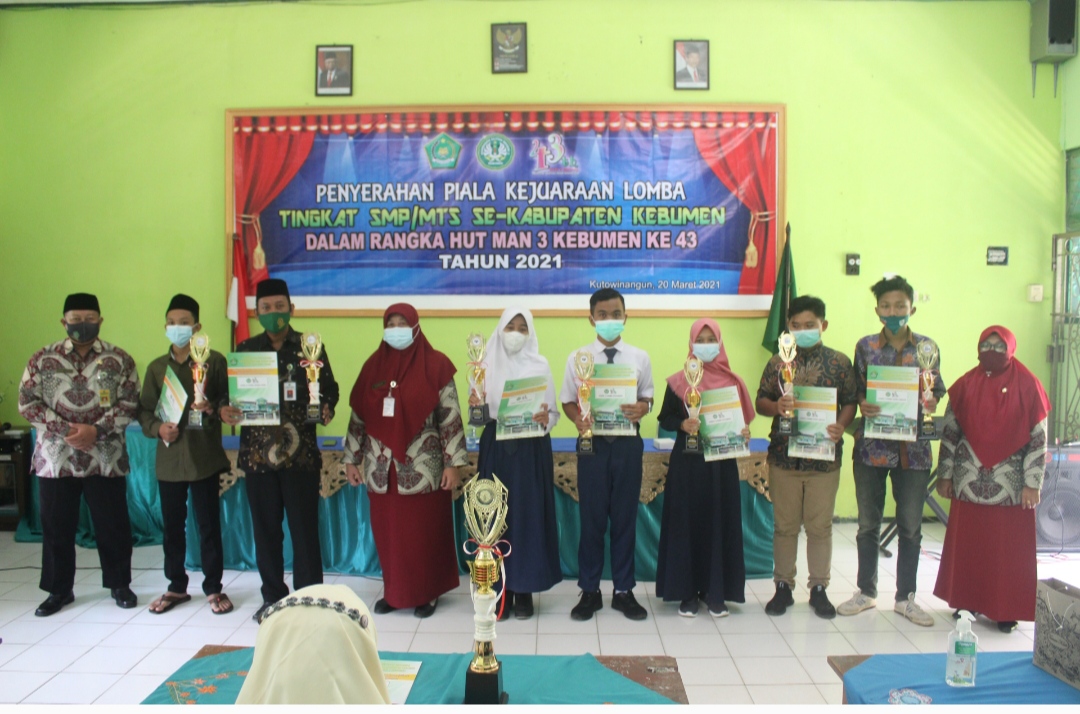 PENYERAHAN PIALA KEJUARAAN LOMBA
TINGKAT SMP/MTS SE-KABUPATEN KEBUMEN
DALAM RANGKA HUT MAN 3 KEBUMEN KE 43
TAHUN 2021
Kutowinangun, 20 Maret 2021